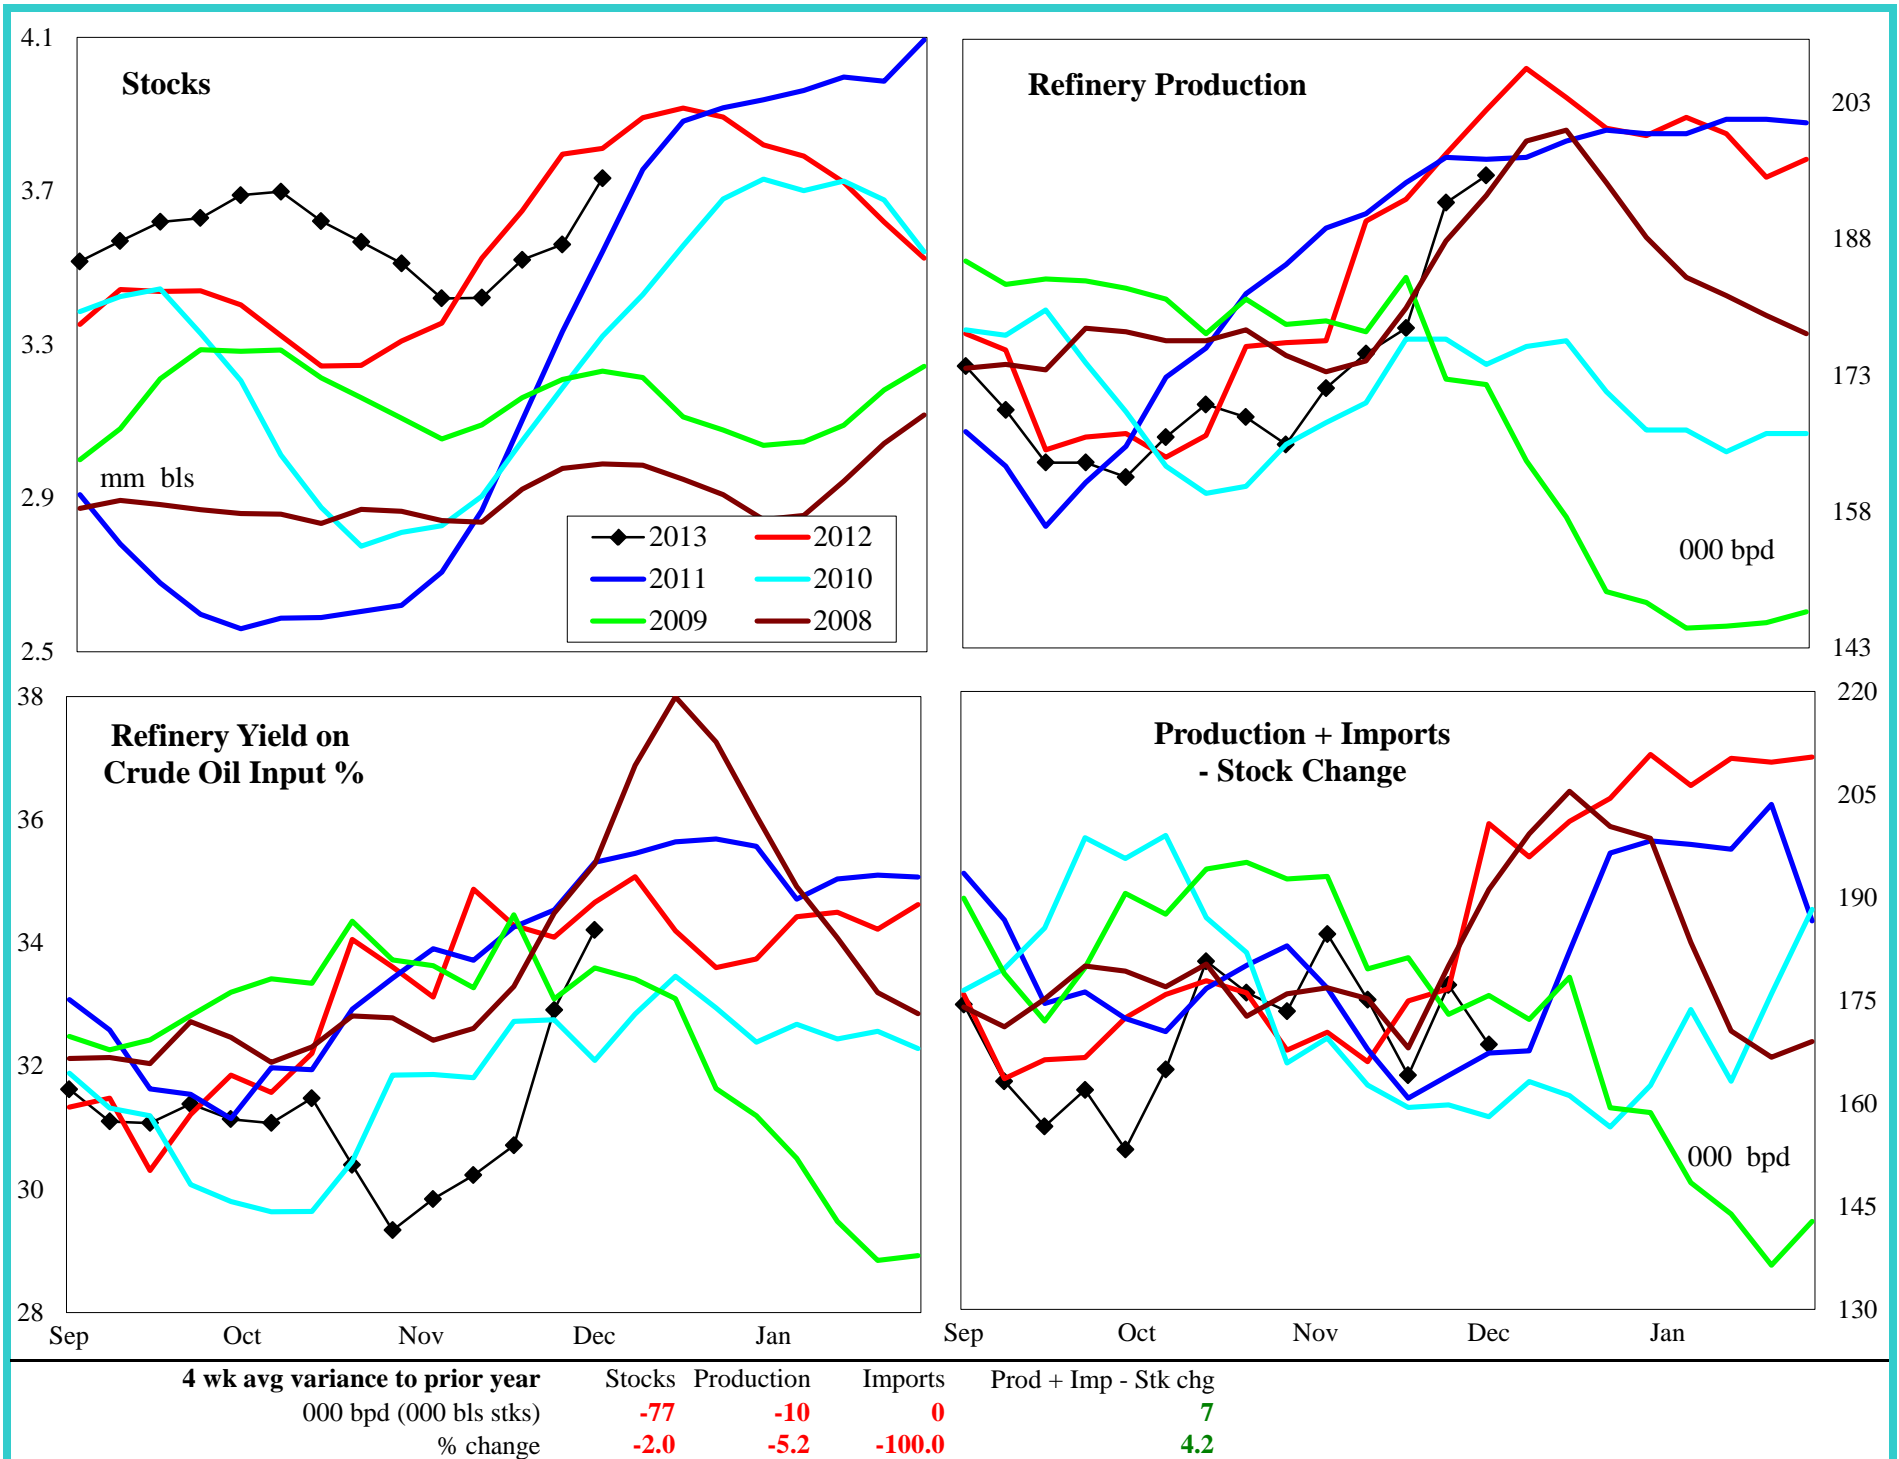 Stocks
4.1
3.7
3.3
2.9
2.5
mm bls
2013 2012
2011 2010
2009 2008
Refinery Production
203
188
173
158
143
000 bpd
Refinery Yield on
Crude Oil Input %
38
36
34
32
30
28
Sep Oct Nov Dec Jan
Production + Imports
- Stock Change
220
205
190
175
160
145
130
000 bpd
Sep Oct Nov Dec Jan
4 wk avg variance to prior year Stocks Production Imports Prod + Imp - Stk chg
000 bpd (000 bls stks) -77 -10 0 7
% change -2.0 -5.2 -100.0 4.2